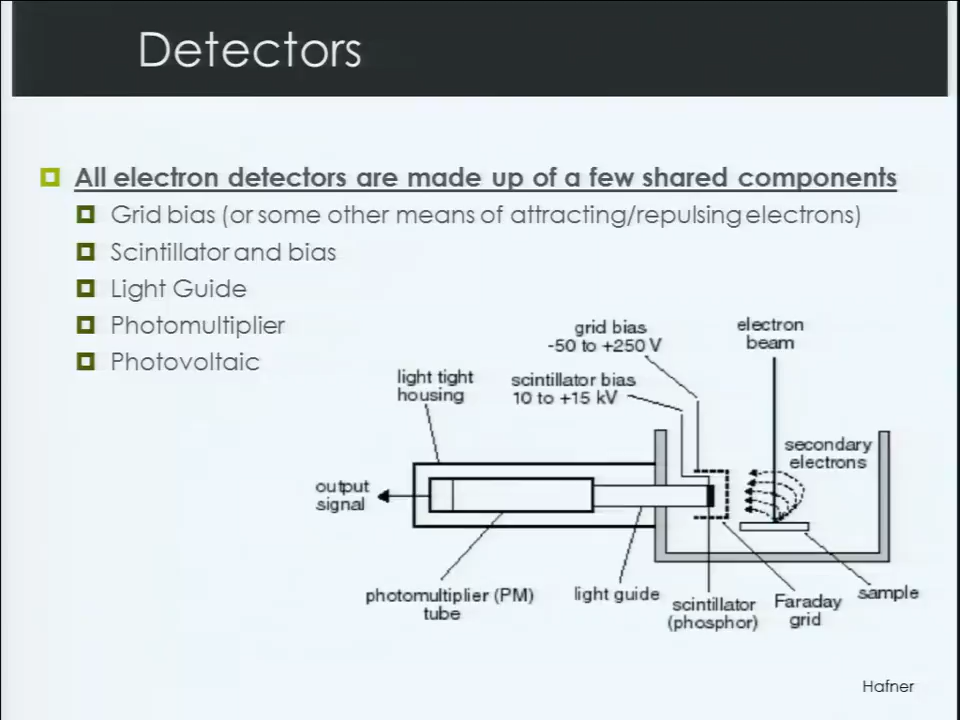 Detectors
All electron detectors are made up of a few shared components
Grid bias (or some other means of attracting/repulsing electrons)
Scintillator and bias
Light Guide
Photomultiplier
Photovoltaic
grid bias
-50 to +250 V
electron
beam
light tight
housing
scintillator bias
10 to +15 kV
secondary
electrons
output
signal
photomultiplier (PM)
tube
light guide
scintillator
(phosphor)
Faraday
grid
sample
Hafner